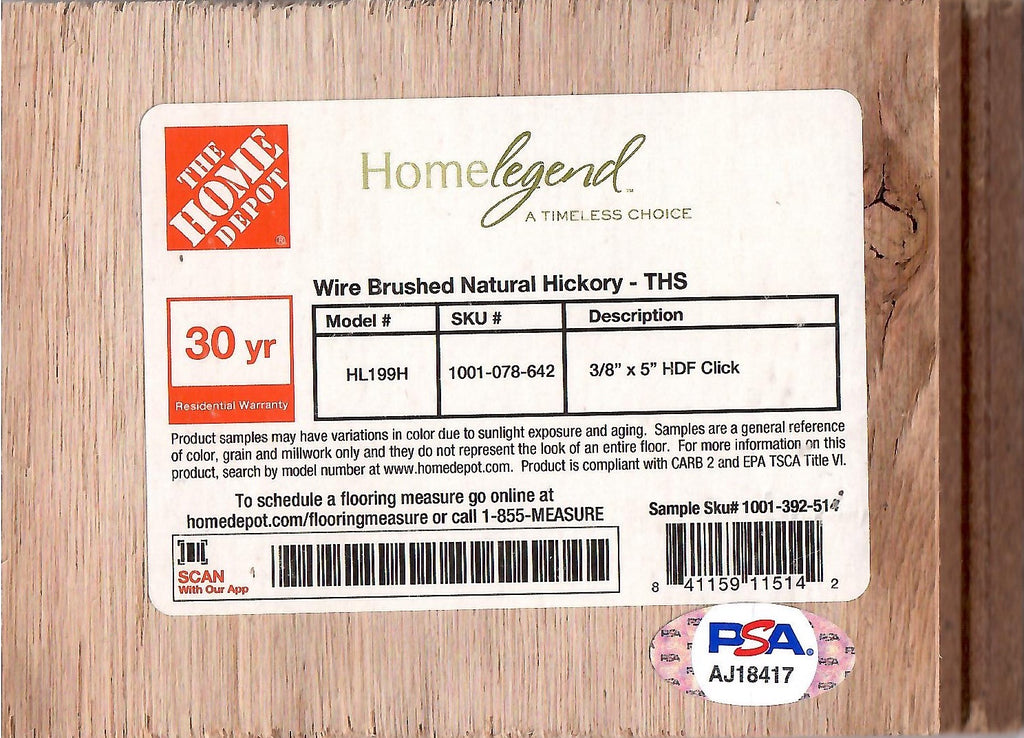 THE
HOME
DEPOT
®
Homelegend™
A TIMELESS CHOICE
Wire Brushed Natural Hickory - THS
30 yr
Residential Warranty
Model # SKU # Description
HL199H 1001-078-642 3/8" x 5" HDF Click
Product samples may have variations in color due to sunlight exposure and aging. Samples are a general reference
of color, grain and millwork only and they do not represent the look of an entire floor. For more information on this
product, search by model number at www.homedepot.com. Product is compliant with CARB 2 and EPA TSCA Title VI.
To schedule a flooring measure go online at
homedepot.com/flooringmeasure or call 1-855-MEASURE
SCAN
With Our App
Sample Sku# 1001-392-514
8 41159 11514 2
PSA®
AJ18417